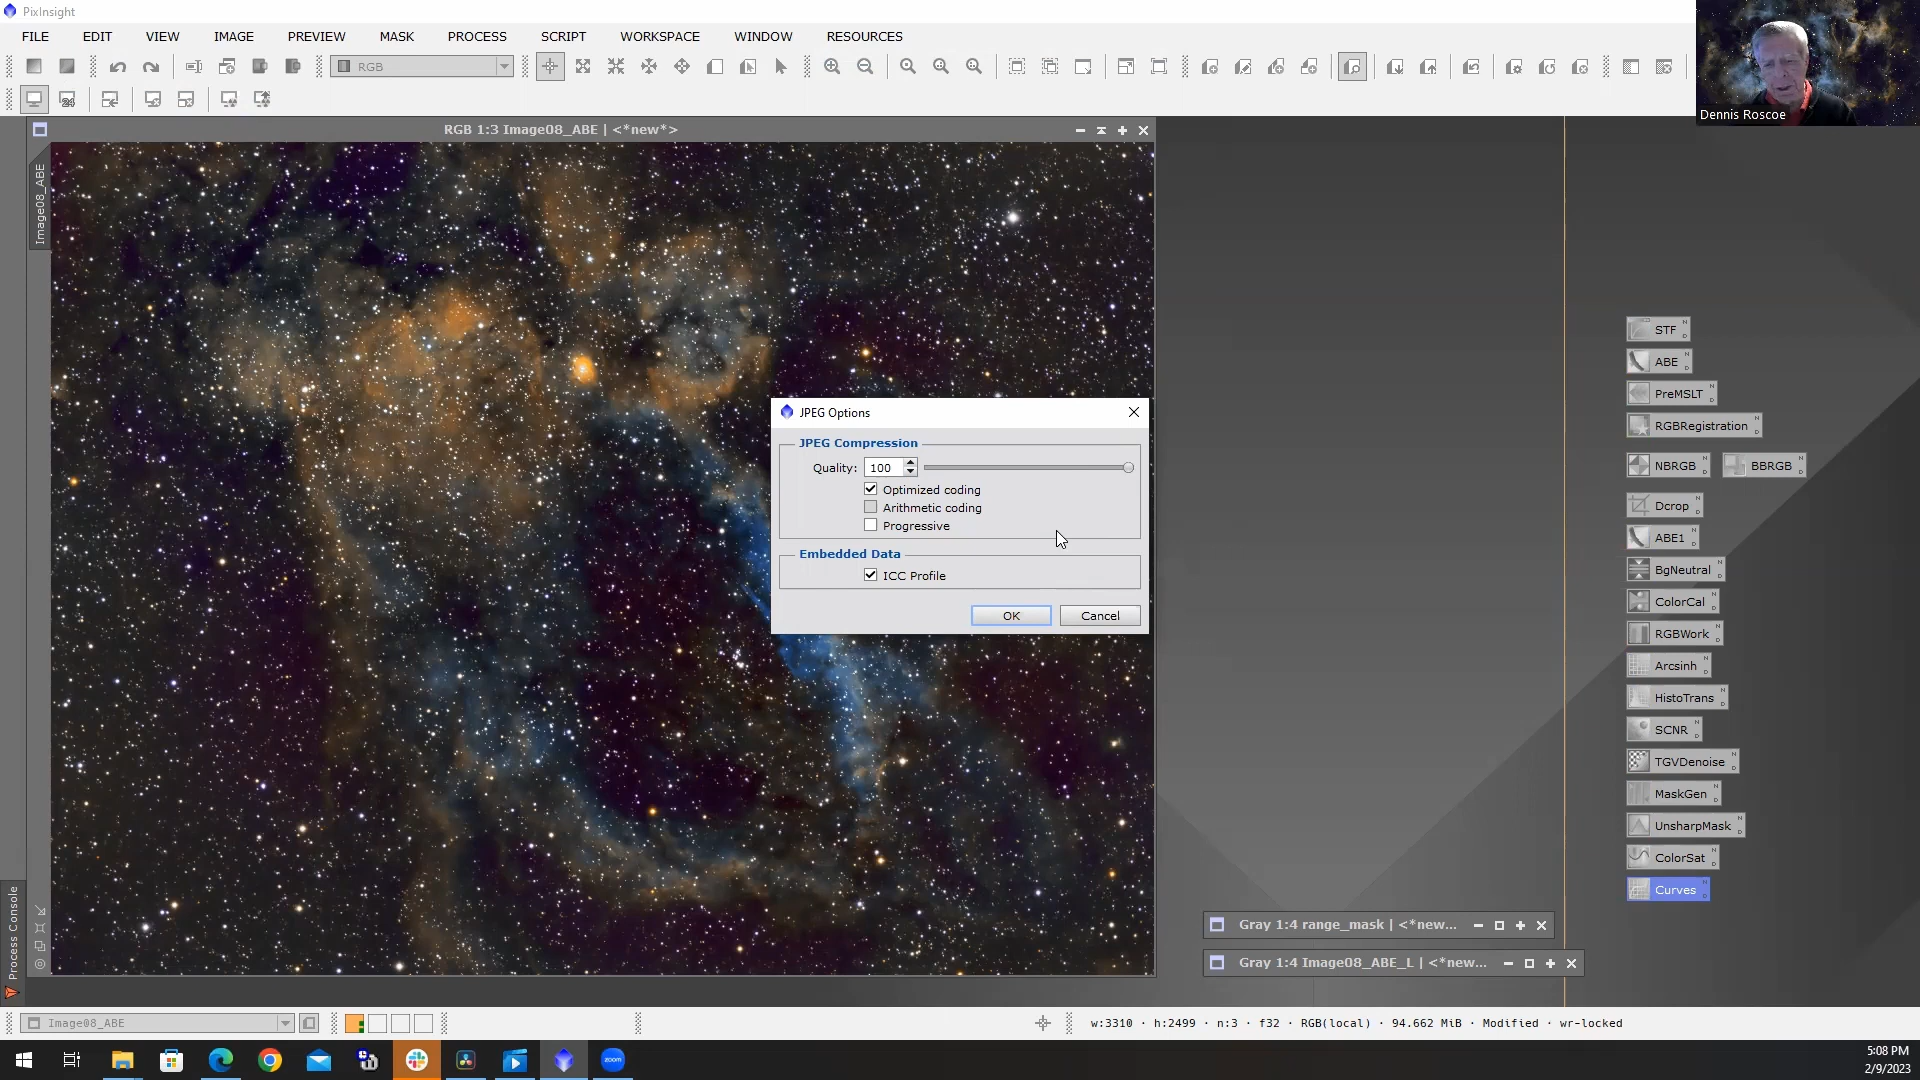 PixInsight
FILE EDIT VIEW IMAGE PREVIEW MASK PROCESS SCRIPT WORKSPACE WINDOW RESOURCES
RGB
24
Dennis Roscoe
RGB 1:3 Image08_ABE | <*new*>
Image08_ABE
JPEG Options
JPEG Compression
Quality: 100
Optimized coding
Arithmetic coding
Progressive
Embedded Data
ICC Profile
OK Cancel
STF
ABE
PreMSLT
RGBRegistration
NBRGB BBRGB
Dcrop
ABE1
BgNeutral
ColorCal
RGBWork
Arcsinh
HistoTrans
SCNR
TGVDenoise
MaskGen
UnsharpMask
ColorSat
Curves
Process Console
Gray 1:4 range_mask | <*new...
Gray 1:4 Image08_ABE_L | <*new...
Image08_ABE
w:3310 · h:2499 · n:3 · f32 · RGB(local) · 94.662 MiB · Modified · wr-locked
zoom
5:08 PM
2/9/2023